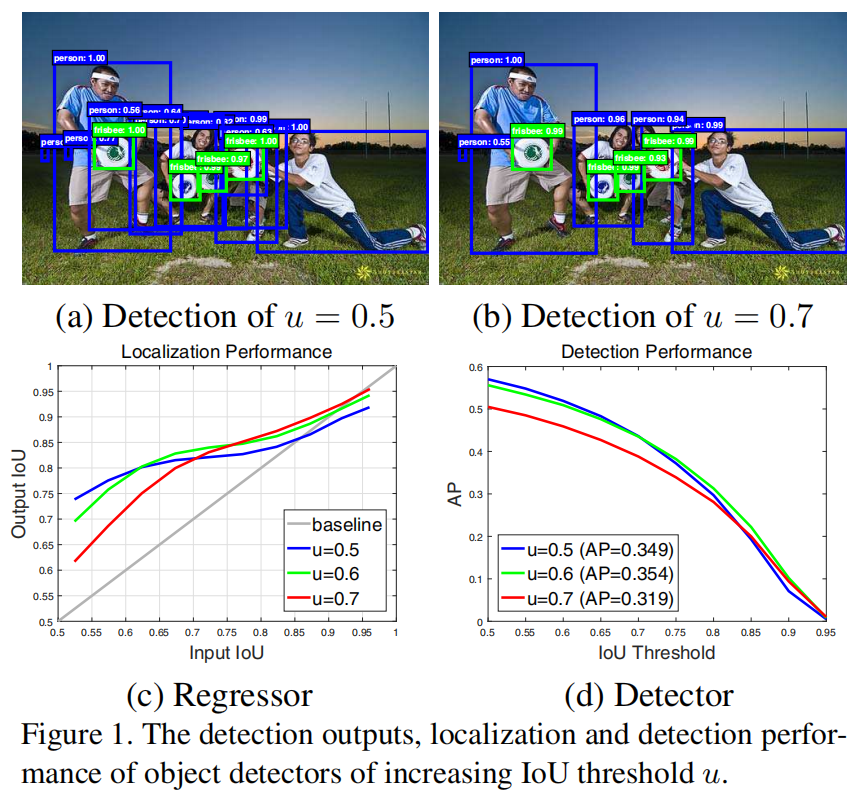 person: 1.00
person: 0.56
frisbee: 1.00
0.99
1.00
frisbee: 1.00
frisbee: 0.97
person: 1.00
person: 0.96
person: 0.94
0.99
frisbee: 0.99
person: 0.55
frisbee: 0.99
frisbee: 0.93
(a) Detection of u = 0.5
(b) Detection of u = 0.7
Localization Performance
Detection Performance
Output IoU
1
0.95
0.9
0.85
0.8
0.75
0.7
0.65
0.6
0.55
0.5
baseline
u=0.5
u=0.6
u=0.7
0.5 0.55 0.6 0.65 0.7 0.75 0.8 0.85 0.9 0.95 1
Input IoU
AP
0.6
0.5
0.4
0.3
0.2
0.1
0
u=0.5 (AP=0.349)
u=0.6 (AP=0.354)
u=0.7 (AP=0.319)
0.5 0.55 0.6 0.65 0.7 0.75 0.8 0.85 0.9 0.95
IoU Threshold
(c) Regressor
(d) Detector
Figure 1. The detection outputs, localization and detection perfor-
mance of object detectors of increasing IoU threshold u.